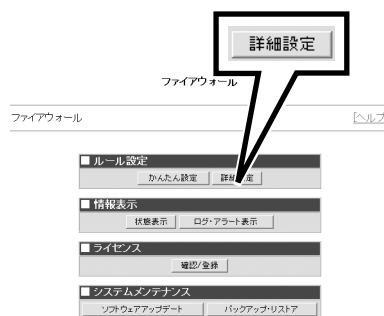 詳細設定
ファイアウォール
ファイアウォール [ヘルプ
■ ルール設定
かんたん設定 詳細設定
■ 情報表示
状態表示 ログ・アラート表示
■ ライセンス
確認/登録
■ システムメンテナンス
ソフトウェアアップデート バックアップ・リストア